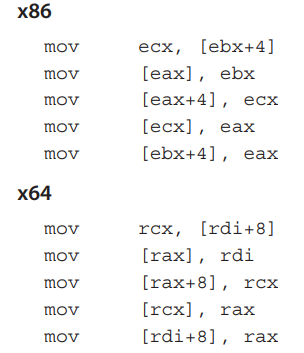 x86
mov ecx, [ebx+4]
mov [eax], ebx
mov [eax+4], ecx
mov [ecx], eax
mov [ebx+4], eax
x64
mov rcx, [rdi+8]
mov [rax], rdi
mov [rax+8], rcx
mov [rcx], rax
mov [rdi+8], rax